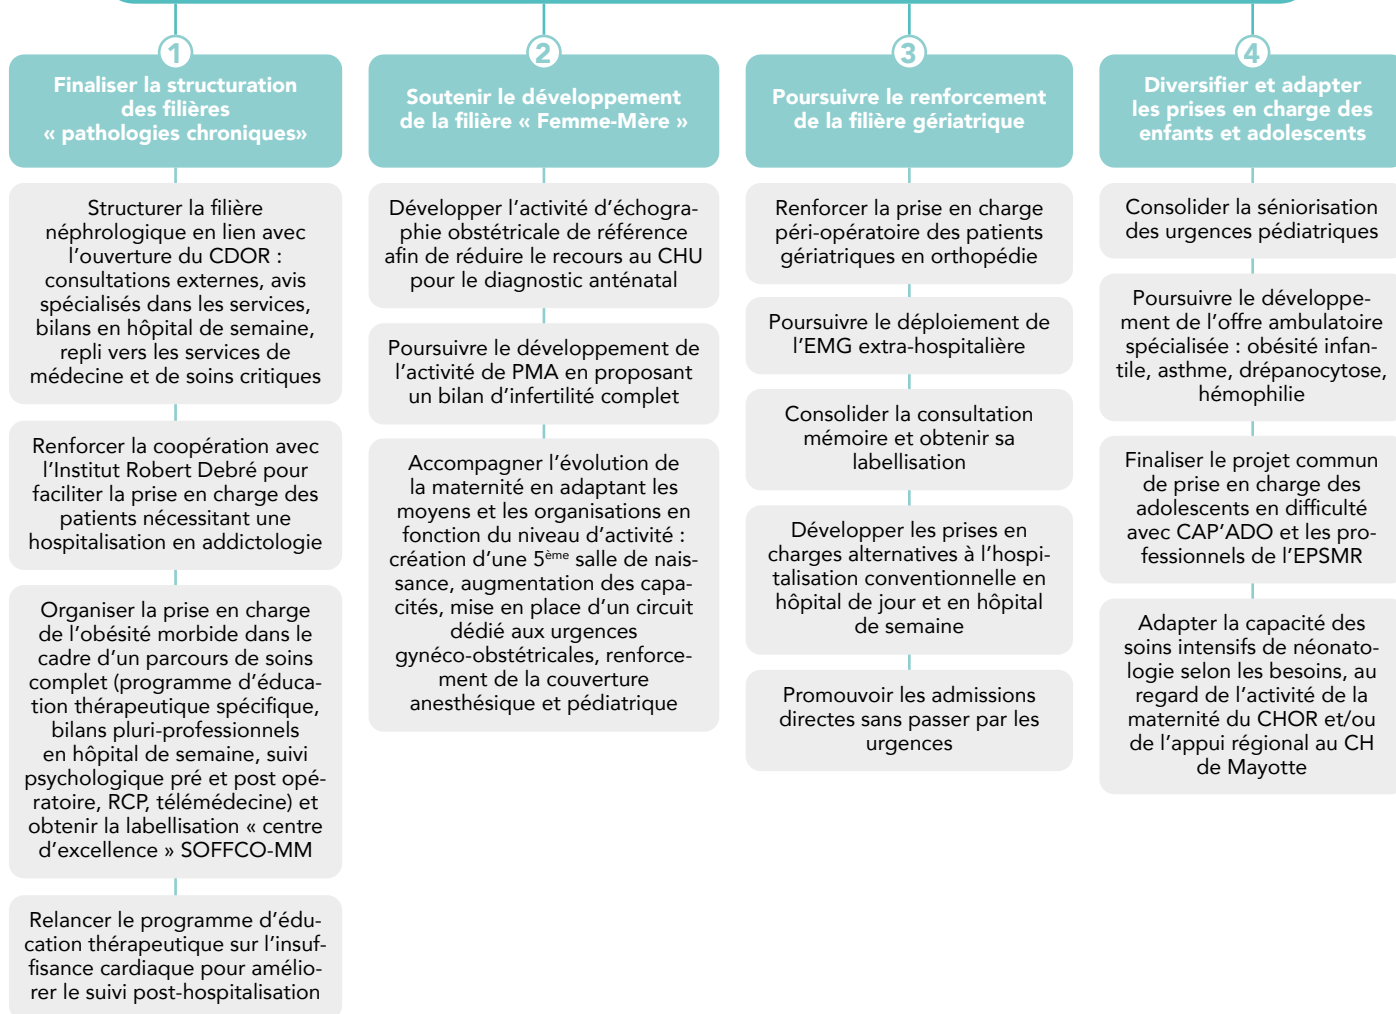 1
Finaliser la structuration
des filières
« pathologies chroniques»
Structurer la filière
néphrologique en lien avec
l'ouverture du CDOR :
consultations externes, avis
spécialisés dans les services,
bilans en hôpital de semaine,
repli vers les services de
médecine et de soins critiques
Renforcer la coopération avec
l'Institut Robert Debré pour
faciliter la prise en charge des
patients nécessitant une
hospitalisation en addictologie
Organiser la prise en charge
de l'obésité morbide dans le
cadre d'un parcours de soins
complet (programme d'éduca-
tion thérapeutique spécifique,
bilans pluri-professionnels
en hôpital de semaine, suivi
psychologique pré et post opé-
ratoire, RCP, télémédecine) et
obtenir la labellisation « centre
d'excellence » SOFFCO-MM
Relancer le programme d'édu-
cation thérapeutique sur l'insuf-
fisance cardiaque pour amélio-
rer le suivi post-hospitalisation
2
Soutenir le développement
de la filière « Femme-Mère »
Développer l'activité d'échogra-
phie obstétricale de référence
afin de réduire le recours au CHU
pour le diagnostic anténatal
Poursuivre le développement de
l'activité de PMA en proposant
un bilan d'infertilité complet
Accompagner l'évolution de
la maternité en adaptant les
moyens et les organisations en
fonction du niveau d'activité :
création d'une 5ème salle de nais-
sance, augmentation des capa-
cités, mise en place d'un circuit
dédié aux urgences
gynéco-obstétricales, renforce-
ment de la couverture
anesthésique et pédiatrique
3
Poursuivre le renforcement
de la filière gériatrique
Renforcer la prise en charge
péri-opératoire des patients
gériatriques en orthopédie
Poursuivre le déploiement de
l'EMG extra-hospitalière
Consolider la consultation
mémoire et obtenir sa
labellisation
Développer les prises en
charges alternatives à l'hospi-
talisation conventionnelle en
hôpital de jour et en hôpital
de semaine
Promouvoir les admissions
directes sans passer par les
urgences
4
Diversifier et adapter
les prises en charge des
enfants et adolescents
Consolider la séniorisation
des urgences pédiatriques
Poursuivre le développe-
ment de l'offre ambulatoire
spécialisée : obésité infan-
tile, asthme, drépanocytose,
hémophilie
Finaliser le projet commun
de prise en charge des
adolescents en difficulté
avec CAP'ADO et les pro-
fessionnels de l'EPSMR
Adapter la capacité des
soins intensifs de néonato-
logie selon les besoins, au
regard de l'activité de la
maternité du CHOR et/ou
de l'appui régional au CH
de Mayotte